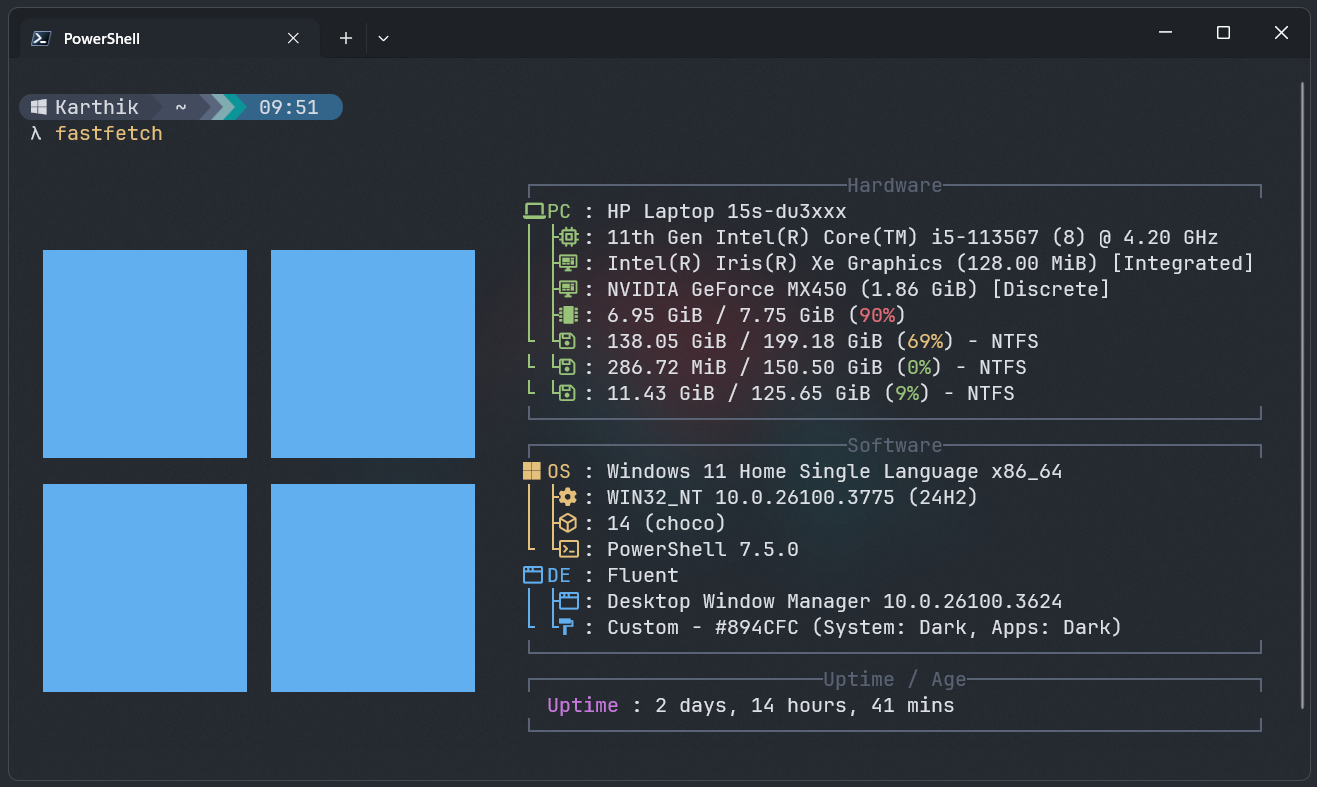 PowerShell
Karthik ~ 09:51
λ fastfetch
Hardware
PC : HP Laptop 15s-du3xxx
: 11th Gen Intel(R) Core(TM) i5-1135G7 (8) @ 4.20 GHz
: Intel(R) Iris(R) Xe Graphics (128.00 MiB) [Integrated]
: NVIDIA GeForce MX450 (1.86 GiB) [Discrete]
: 6.95 GiB / 7.75 GiB (90%)
: 138.05 GiB / 199.18 GiB (69%) - NTFS
: 286.72 MiB / 150.50 GiB (0%) - NTFS
: 11.43 GiB / 125.65 GiB (9%) - NTFS
Software
OS : Windows 11 Home Single Language x86_64
: WIN32_NT 10.0.26100.3775 (24H2)
: 14 (choco)
: PowerShell 7.5.0
DE : Fluent
: Desktop Window Manager 10.0.26100.3624
: Custom - #894CFC (System: Dark, Apps: Dark)
Uptime / Age
Uptime : 2 days, 14 hours, 41 mins